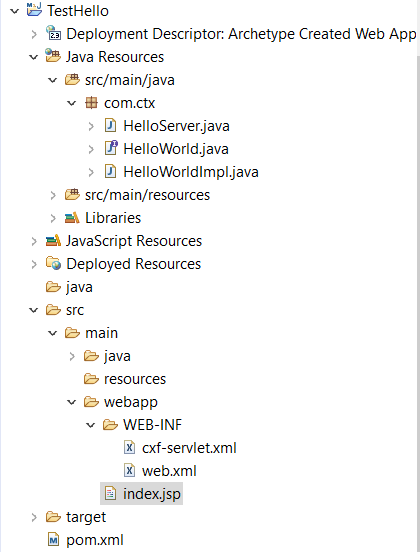 TestHello
Deployment Descriptor: Archetype Created Web App
Java Resources
src/main/java
com.ctx
HelloServer.java
HelloWorld.java
HelloWorldImpl.java
src/main/resources
Libraries
JavaScript Resources
Deployed Resources
java
src
main
java
resources
webapp
WEB-INF
cxf-servlet.xml
web.xml
index.jsp
target
pom.xml